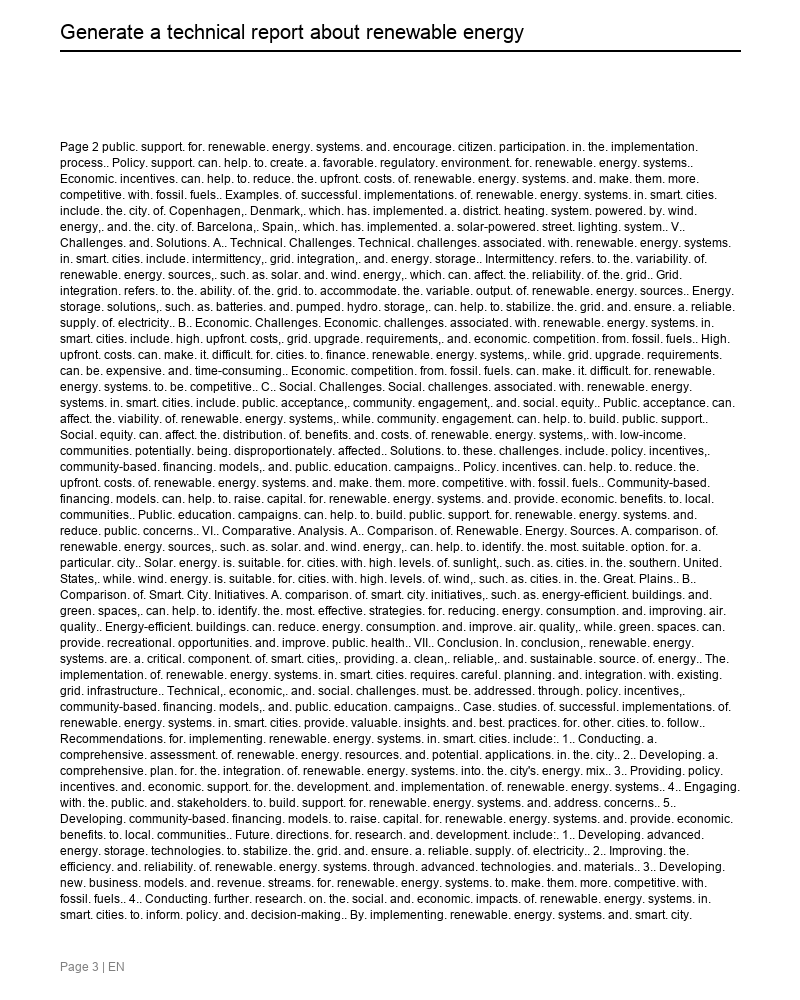 Generate a technical report about renewable energy
Page 2 public. support. for. renewable. energy. systems. and. encourage. citizen. participation. in. the. implementation.
process.. Policy. support. can. help. to. create. a. favorable. regulatory. environment. for. renewable. energy. systems..
Economic. incentives. can. help. to. reduce. the. upfront. costs. of. renewable. energy. systems. and. make. them. more.
competitive. with. fossil. fuels.. Examples. of. successful. implementations. of. renewable. energy. systems. in. smart. cities.
include. the. city. of. Copenhagen,. Denmark,. which. has. implemented. a. district. heating. system. powered. by. wind.
energy,. and. the. city. of. Barcelona,. Spain,. which. has. implemented. a. solar-powered. street. lighting. system.. V..
Challenges. and. Solutions. A.. Technical. Challenges. Technical. challenges. associated. with. renewable. energy. systems.
in. smart. cities. include. intermittency,. grid. integration,. and. energy. storage.. Intermittency. refers. to. the. variability. of.
renewable. energy. sources,. such. as. solar. and. wind. energy,. which. can. affect. the. reliability. of. the. grid.. Grid.
integration. refers. to. the. ability. of. the. grid. to. accommodate. the. variable. output. of. renewable. energy. sources.. Energy.
storage. solutions,. such. as. batteries. and. pumped. hydro. storage,. can. help. to. stabilize. the. grid. and. ensure. a. reliable.
supply. of. electricity.. B.. Economic. Challenges. Economic. challenges. associated. with. renewable. energy. systems. in.
smart. cities. include. high. upfront. costs,. grid. upgrade. requirements,. and. economic. competition. from. fossil. fuels.. High.
upfront. costs. can. make. it. difficult. for. cities. to. finance. renewable. energy. systems,. while. grid. upgrade. requirements.
can. be. expensive. and. time-consuming.. Economic. competition. from. fossil. fuels. can. make. it. difficult. for. renewable.
energy. systems. to. be. competitive.. C.. Social. Challenges. Social. challenges. associated. with. renewable. energy.
systems. in. smart. cities. include. public. acceptance,. community. engagement,. and. social. equity.. Public. acceptance. can.
affect. the. viability. of. renewable. energy. systems,. while. community. engagement. can. help. to. build. public. support..
Social. equity. can. affect. the. distribution. of. benefits. and. costs. of. renewable. energy. systems,. with. low-income.
communities. potentially. being. disproportionately. affected.. Solutions. to. these. challenges. include. policy. incentives,.
community-based. financing. models,. and. public. education. campaigns.. Policy. incentives. can. help. to. reduce. the.
upfront. costs. of. renewable. energy. systems. and. make. them. more. competitive. with. fossil. fuels.. Community-based.
financing. models. can. help. to. raise. capital. for. renewable. energy. systems. and. provide. economic. benefits. to. local.
communities.. Public. education. campaigns. can. help. to. build. public. support. for. renewable. energy. systems. and.
reduce. public. concerns.. VI.. Comparative. Analysis. A.. Comparison. of. Renewable. Energy. Sources. A. comparison. of.
renewable. energy. sources,. such. as. solar. and. wind. energy,. can. help. to. identify. the. most. suitable. option. for. a.
particular. city.. Solar. energy. is. suitable. for. cities. with. high. levels. of. sunlight,. such. as. cities. in. the. southern. United.
States,. while. wind. energy. is. suitable. for. cities. with. high. levels. of. wind,. such. as. cities. in. the. Great. Plains.. B..
Comparison. of. Smart. City. Initiatives. A. comparison. of. smart. city. initiatives,. such. as. energy-efficient. buildings. and.
green. spaces,. can. help. to. identify. the. most. effective. strategies. for. reducing. energy. consumption. and. improving. air.
quality.. Energy-efficient. buildings. can. reduce. energy. consumption. and. improve. air. quality,. while. green. spaces. can.
provide. recreational. opportunities. and. improve. public. health.. VII.. Conclusion. In. conclusion,. renewable. energy.
systems. are. a. critical. component. of. smart. cities,. providing. a. clean,. reliable,. and. sustainable. source. of. energy.. The.
implementation. of. renewable. energy. systems. in. smart. cities. requires. careful. planning. and. integration. with. existing.
grid. infrastructure.. Technical,. economic,. and. social. challenges. must. be. addressed. through. policy. incentives,.
community-based. financing. models,. and. public. education. campaigns.. Case. studies. of. successful. implementations. of.
renewable. energy. systems. in. smart. cities. provide. valuable. insights. and. best. practices. for. other. cities. to. follow..
Recommendations. for. implementing. renewable. energy. systems. in. smart. cities. include:. 1.. Conducting. a.
comprehensive. assessment. of. renewable. energy. resources. and. potential. applications. in. the. city.. 2.. Developing. a.
comprehensive. plan. for. the. integration. of. renewable. energy. systems. into. the. city's. energy. mix.. 3.. Providing. policy.
incentives. and. economic. support. for. the. development. and. implementation. of. renewable. energy. systems.. 4.. Engaging.
with. the. public. and. stakeholders. to. build. support. for. renewable. energy. systems. and. address. concerns.. 5..
Developing. community-based. financing. models. to. raise. capital. for. renewable. energy. systems. and. provide. economic.
benefits. to. local. communities.. Future. directions. for. research. and. development. include:. 1.. Developing. advanced.
energy. storage. technologies. to. stabilize. the. grid. and. ensure. a. reliable. supply. of. electricity.. 2.. Improving. the.
efficiency. and. reliability. of. renewable. energy. systems. through. advanced. technologies. and. materials.. 3.. Developing.
new. business. models. and. revenue. streams. for. renewable. energy. systems. to. make. them. more. competitive. with.
fossil. fuels.. 4.. Conducting. further. research. on. the. social. and. economic. impacts. of. renewable. energy. systems. in.
smart. cities. to. inform. policy. and. decision-making.. By. implementing. renewable. energy. systems. and. smart. city.
Page 3 | EN